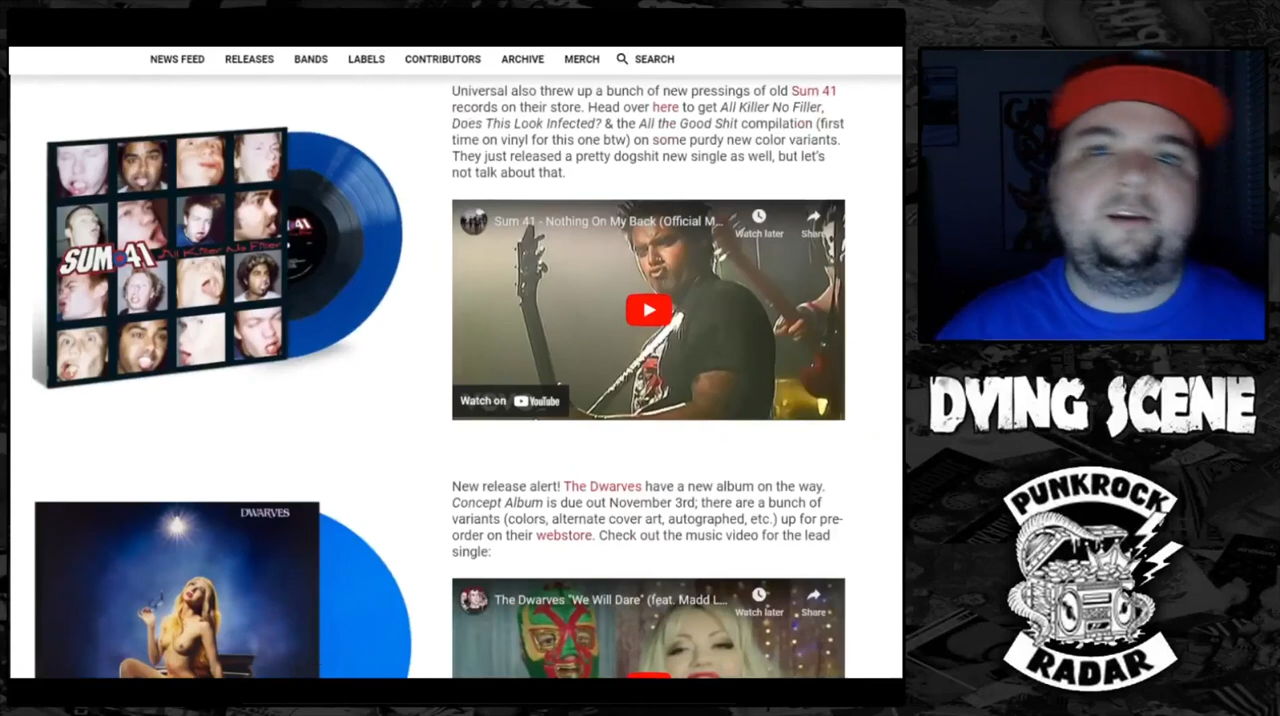 NEWS FEED RELEASES BANDS LABELS CONTRIBUTORS ARCHIVE MERCH SEARCH
Universal also threw up a bunch of new pressings of old Sum 41
records on their store. Head over here to get All Killer No Filler,
Does This Look Infected? & the All the Good Shit compilation (first
time on vinyl for this one btw) on some purdy new color variants.
They just released a pretty dogshit new single as well, but let's
not talk about that.
SUM 41 All Killer No Filler
Sum 41 - Nothing On My Back (Official M...
Watch later
Share
Watch on YouTube
New release alert! The Dwarves have a new album on the way.
Concept Album is due out November 3rd; there are a bunch of
variants (colors, alternate cover art, autographed, etc.) up for pre-
order on their webstore. Check out the music video for the lead
single:
DWARVES
The Dwarves "We Will Dare" (feat. Madd L...
Watch later
Share
DYING SCENE
PUNKROCK
RADAR